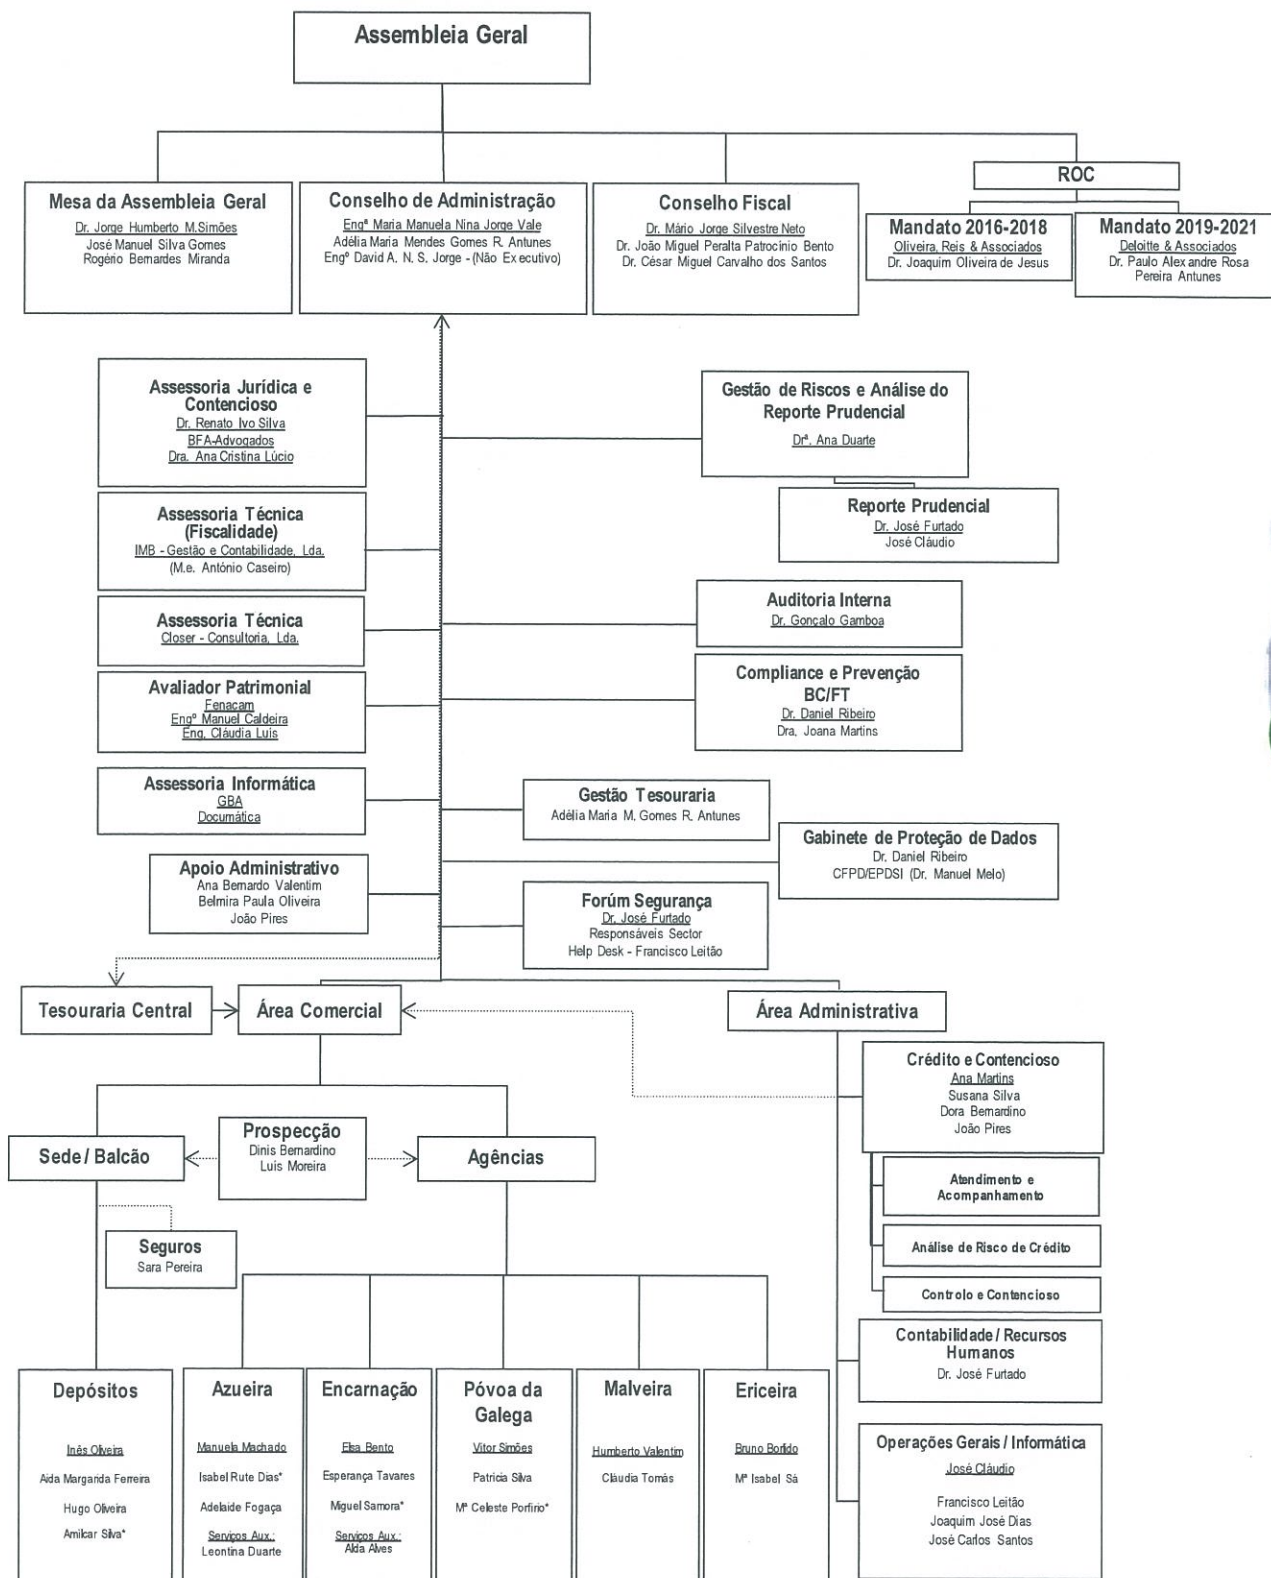 Assembleia Geral
Mesa da Assembleia Geral
Dr. Jorge Humberto M.Simões
José Manuel Silva Gomes
Rogério Bernardes Miranda
Conselho de Administração
Engª Maria Manuela Nina Jorge Vale
Adélia Maria Mendes Gomes R. Antunes
Engº David A. N. S. Jorge - (Não Executivo)
Conselho Fiscal
Dr. Mário Jorge Silvestre Neto
Dr. João Miguel Peralta Patrocinio Bento
Dr. César Miguel Carvalho dos Santos
ROC
Mandato 2016-2018
Oliveira, Reis & Associados
Dr. Joaquim Oliveira de Jesus
Mandato 2019-2021
Deloitte & Associados
Dr. Paulo Alexandre Rosa
Pereira Antunes
Assessoria Jurídica e
Contencioso
Dr. Renato Ivo Silva
BFA-Advogados
Dra. Ana Cristina Lúcio
Gestão de Riscos e Análise do
Reporte Prudencial
Drª. Ana Duarte
Assessoria Técnica
(Fiscalidade)
IMB - Gestão e Contabilidade, Lda.
(M.e. António Caseiro)
Reporte Prudencial
Dr. José Furtado
José Cláudio
Assessoria Técnica
Closer - Consultoria, Lda.
Auditoria Interna
Dr. Gonçalo Gamboa
Avaliador Patrimonial
Fenacam
Engº Manuel Caldeira
Eng. Cláudia Luis
Compliance e Prevenção
BC/FT
Dr. Daniel Ribeiro
Dra. Joana Martins
Assessoria Informática
GBA
Documática
Gestão Tesouraria
Adélia Maria M. Gomes R. Antunes
Gabinete de Proteção de Dados
Dr. Daniel Ribeiro
CFPD/EPDSI (Dr. Manuel Melo)
Apoio Administrativo
Ana Bernardo Valentim
Belmira Paula Oliveira
João Pires
Forúm Segurança
Dr. José Furtado
Responsáveis Sector
Help Desk - Francisco Leitão
Tesouraria Central
Área Comercial
Área Administrativa
Crédito e Contencioso
Ana Martins
Susana Silva
Dora Bernardino
João Pires
Sede / Balcão
Prospecção
Dinis Bernardino
Luis Moreira
Agências
Atendimento e
Acompanhamento
Análise de Risco de Crédito
Controlo e Contencioso
Seguros
Sara Pereira
Contabilidade / Recursos
Humanos
Dr. José Furtado
Depósitos
Inês Oliveira
Aida Margarida Ferreira
Hugo Oliveira
Amilcar Silva*
Azueira
Manuela Machado
Isabel Rute Dias*
Adelaide Fogaça
Serviços Aux.:
Leontina Duarte
Encarnação
Elsa Bento
Esperança Tavares
Miguel Samora*
Serviços Aux.:
Alda Alves
Póvoa da
Galega
Vitor Simões
Patricia Silva
Mª Celeste Porfirio*
Malveira
Humberto Valentim
Cláudia Tomás
Ericeira
Bruno Bonfido
Mª Isabel Sá
Operações Gerais / Informática
José Cláudio
Francisco Leitão
Joaquim José Dias
José Carlos Santos